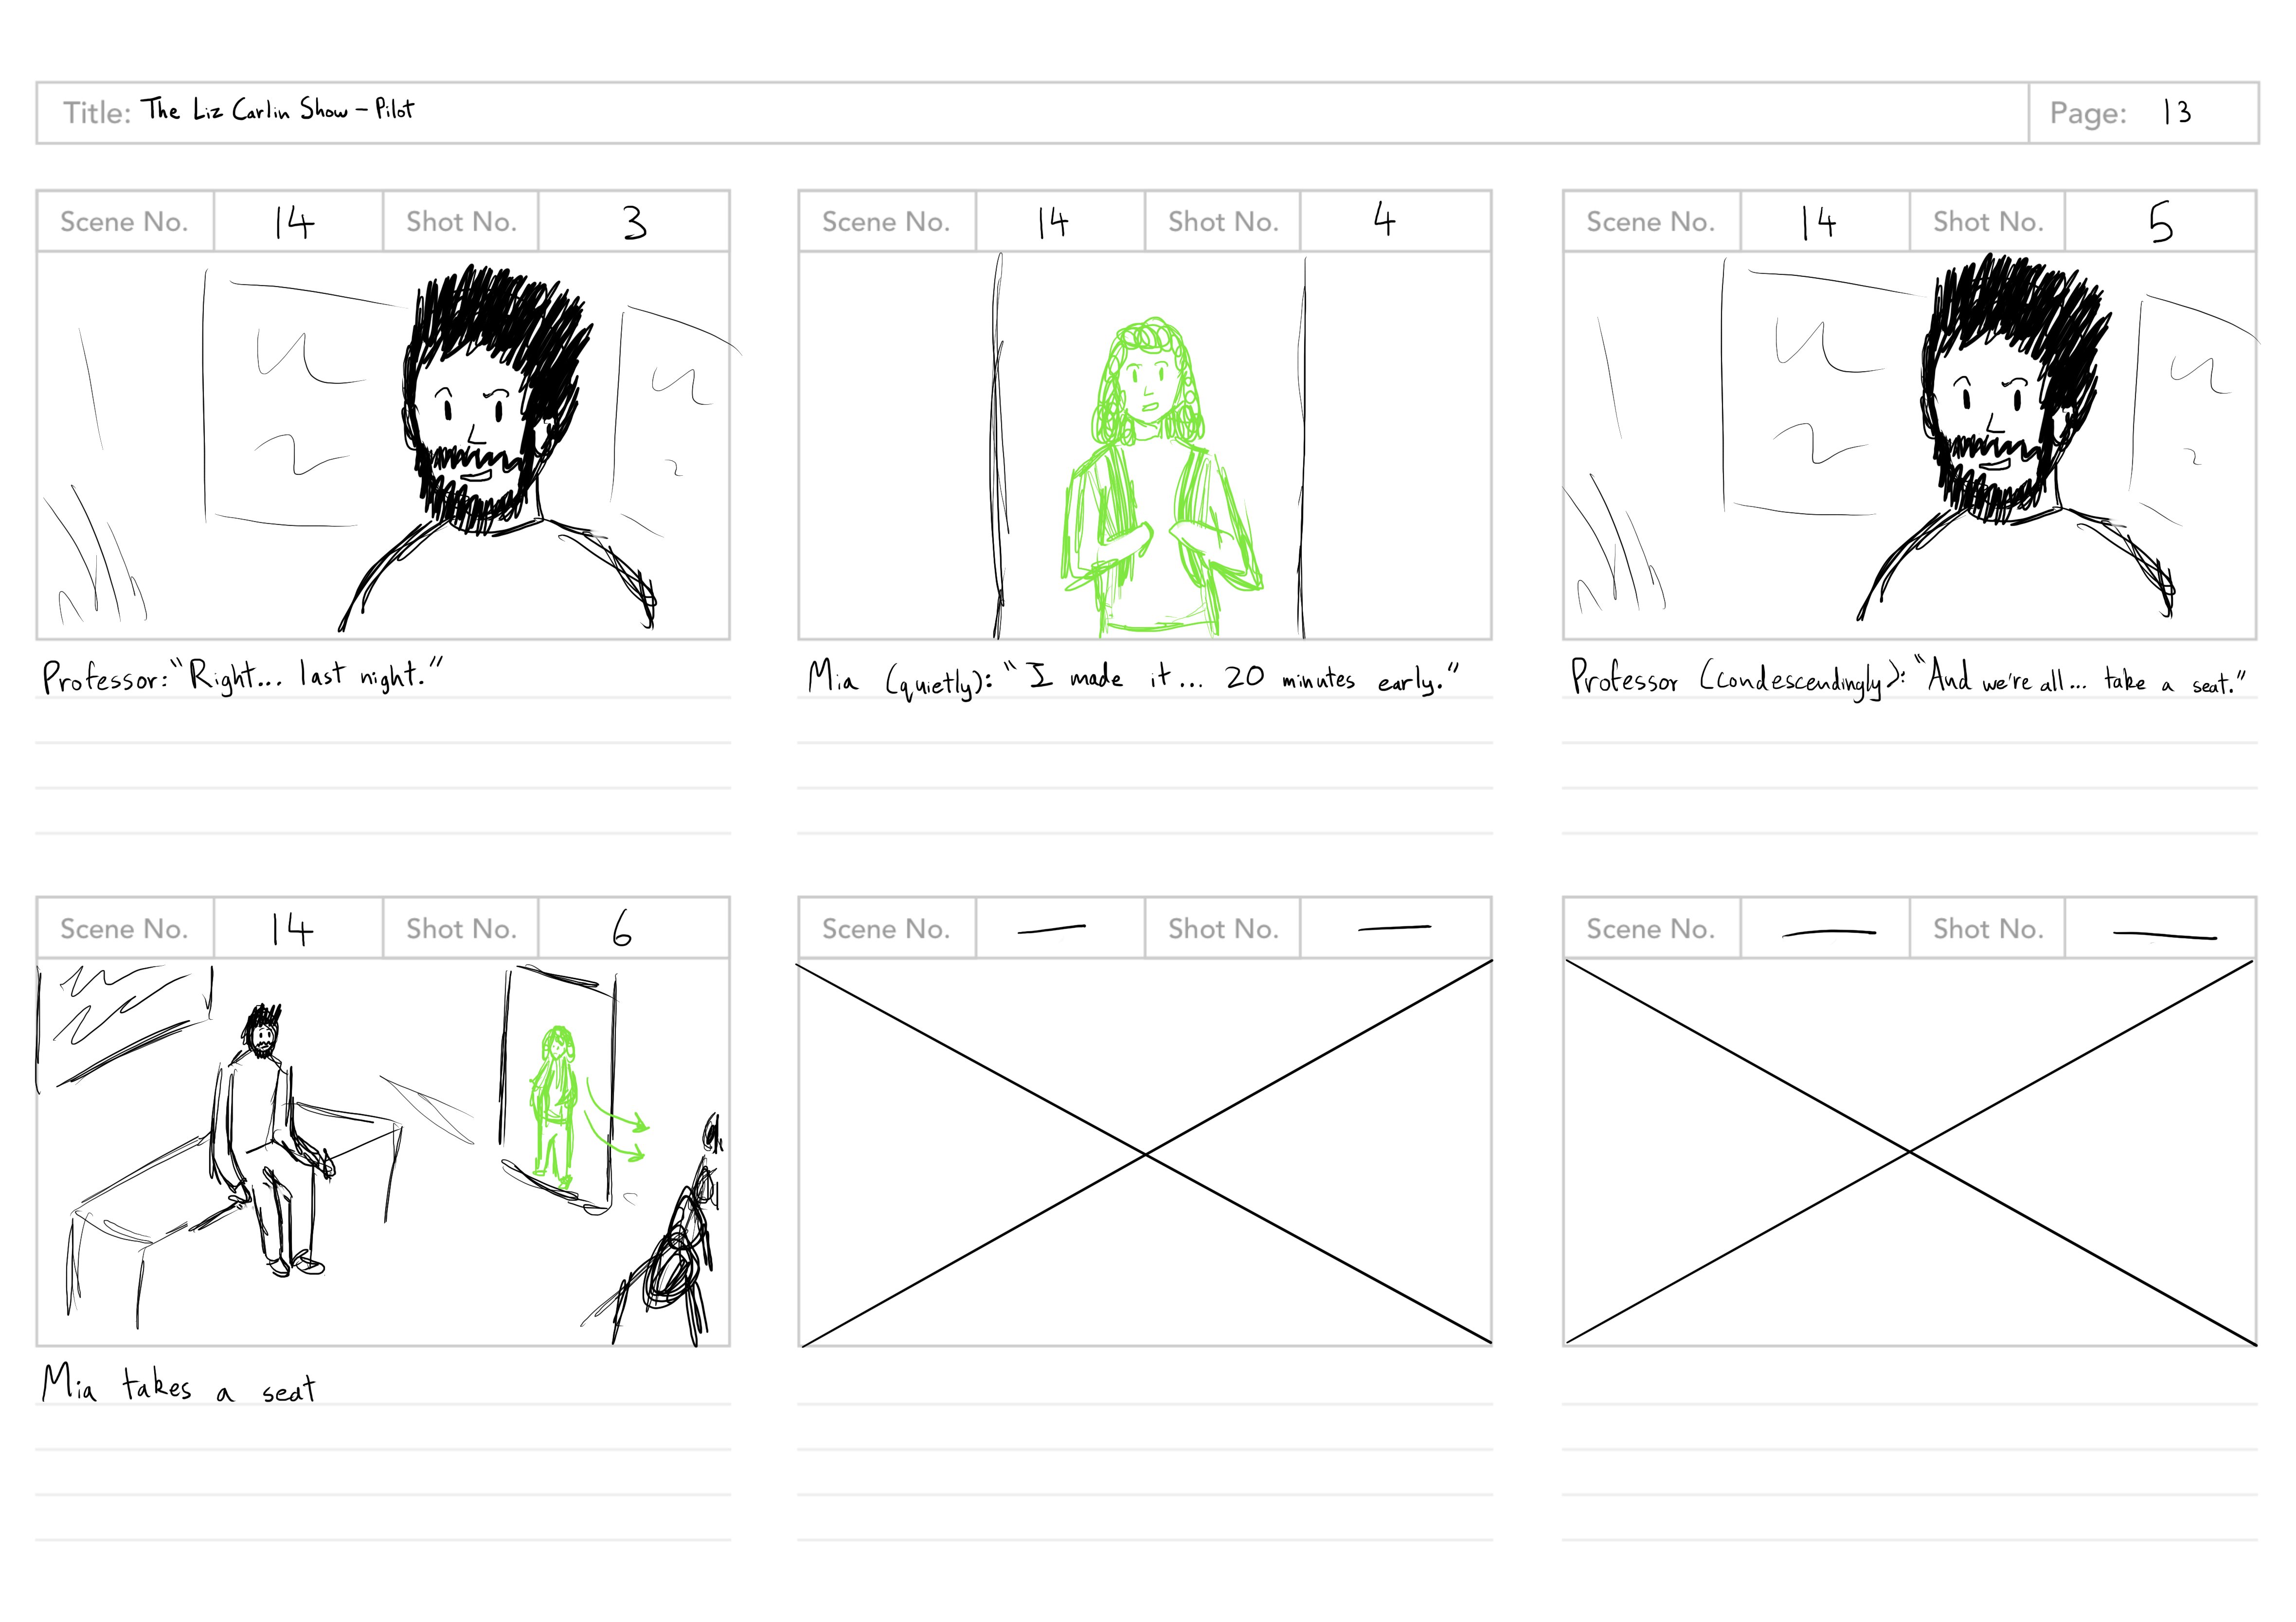 Title: The Liz Carlin Show – Pilot
Page: 13
Scene No. 14 Shot No. 3
Professor: "Right... last night."
Scene No. 14 Shot No. 4
Mia (quietly): "I made it... 20 minutes early."
Scene No. 14 Shot No. 5
Professor (condescendingly): "And we're all... take a seat."
Scene No. 14 Shot No. 6
Mia takes a seat
Scene No. — Shot No. —
Scene No. — Shot No. —